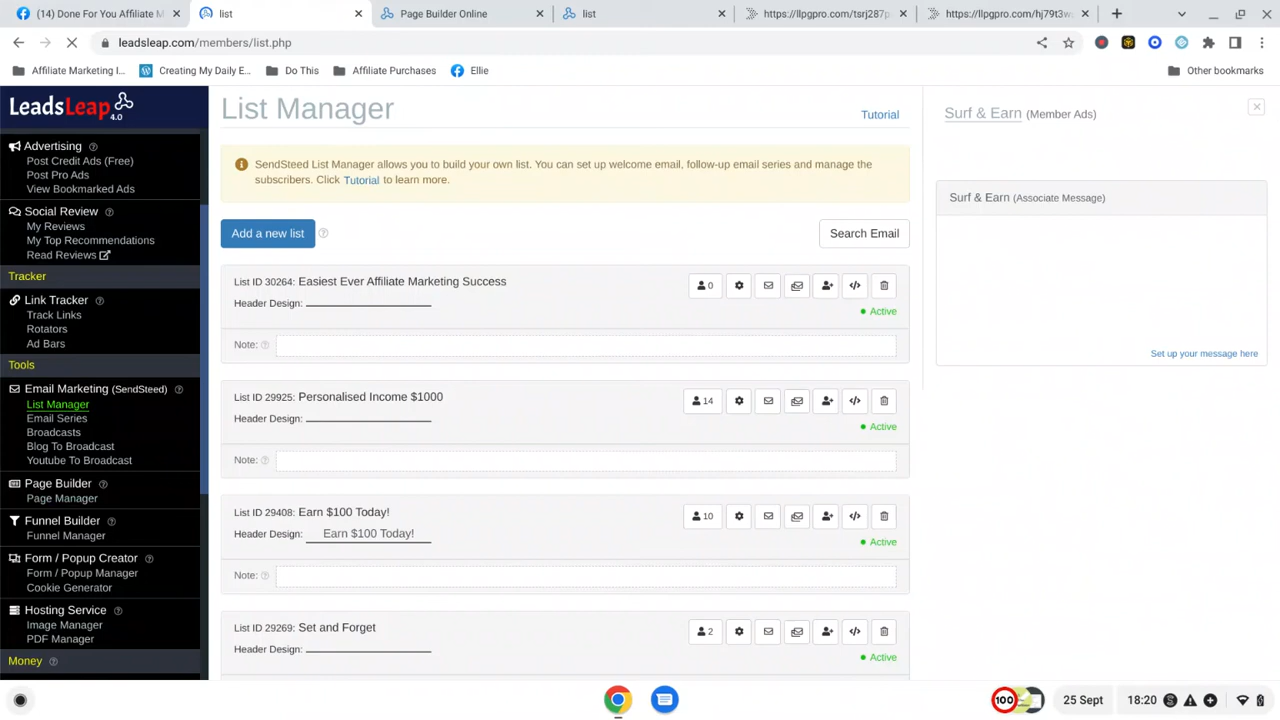 (14) Done For You Affiliate M
list
Page Builder Online
list
https://llpgpro.com/tsrj287p
https://llpgpro.com/hj79t3w
leadsleap.com/members/list.php
Affiliate Marketing I...
Creating My Daily E...
Do This
Affiliate Purchases
Ellie
Other bookmarks
LeadsLeap 4.0
Advertising
Post Credit Ads (Free)
Post Pro Ads
View Bookmarked Ads
Social Review
My Reviews
My Top Recommendations
Read Reviews
Tracker
Link Tracker
Track Links
Rotators
Ad Bars
Tools
Email Marketing (SendSteed)
List Manager
Email Series
Broadcasts
Blog To Broadcast
Youtube To Broadcast
Page Builder
Page Manager
Funnel Builder
Funnel Manager
Form / Popup Creator
Form / Popup Manager
Cookie Generator
Hosting Service
Image Manager
PDF Manager
Money
List Manager
Tutorial
SendSteed List Manager allows you to build your own list. You can set up welcome email, follow-up email series and manage the
subscribers. Click Tutorial to learn more.
Add a new list
Search Email
List ID 30264: Easiest Ever Affiliate Marketing Success
0
Header Design:
Active
Note:
List ID 29925: Personalised Income $1000
14
Header Design:
Active
Note:
List ID 29408: Earn $100 Today!
10
Header Design: Earn $100 Today!
Active
Note:
List ID 29269: Set and Forget
2
Header Design:
Active
Surf & Earn (Member Ads)
Surf & Earn (Associate Message)
Set up your message here
100
25 Sept
18:20